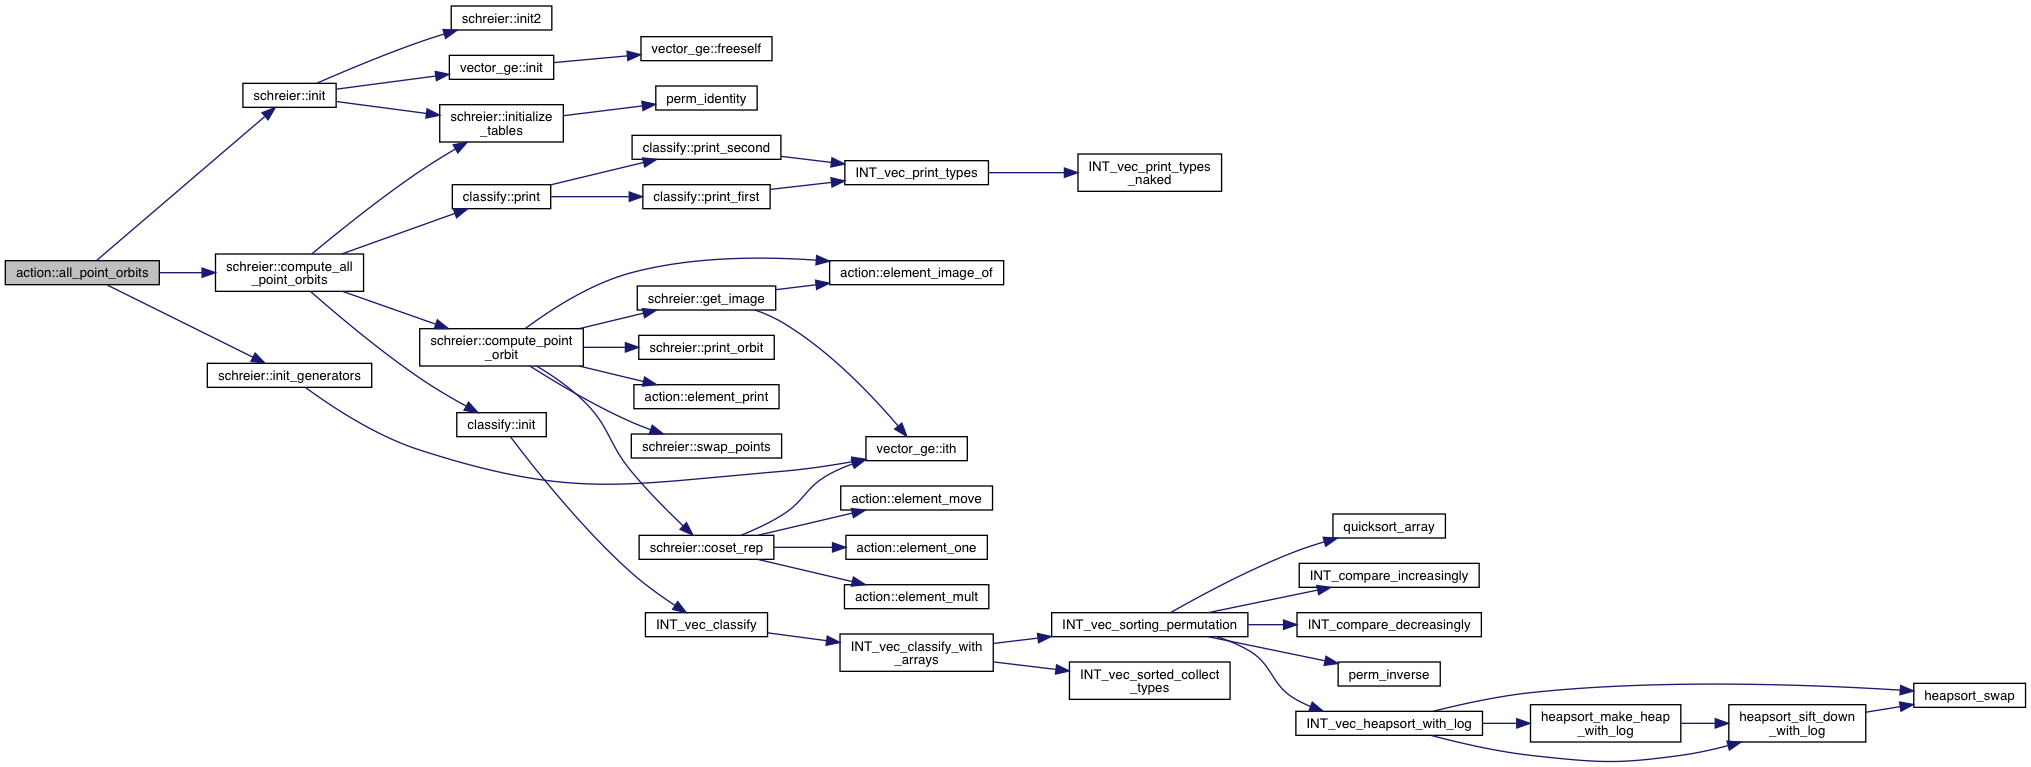 schreier::init2
vector_ge::freeself
vector_ge::init
schreier::init
perm_identity
schreier::initialize
_tables
classify::print_second
INT_vec_print_types
INT_vec_print_types
_naked
classify::print
classify::print_first
action::all_point_orbits
schreier::compute_all
_point_orbits
action::element_image_of
schreier::get_image
schreier::compute_point
_orbit
schreier::print_orbit
schreier::init_generators
action::element_print
classify::init
schreier::swap_points
vector_ge::ith
action::element_move
schreier::coset_rep
action::element_one
action::element_mult
quicksort_array
INT_compare_increasingly
INT_vec_classify
INT_vec_sorting_permutation
INT_compare_decreasingly
INT_vec_classify_with
_arrays
INT_vec_sorted_collect
_types
perm_inverse
heapsort_swap
INT_vec_heapsort_with_log
heapsort_make_heap
_with_log
heapsort_sift_down
_with_log